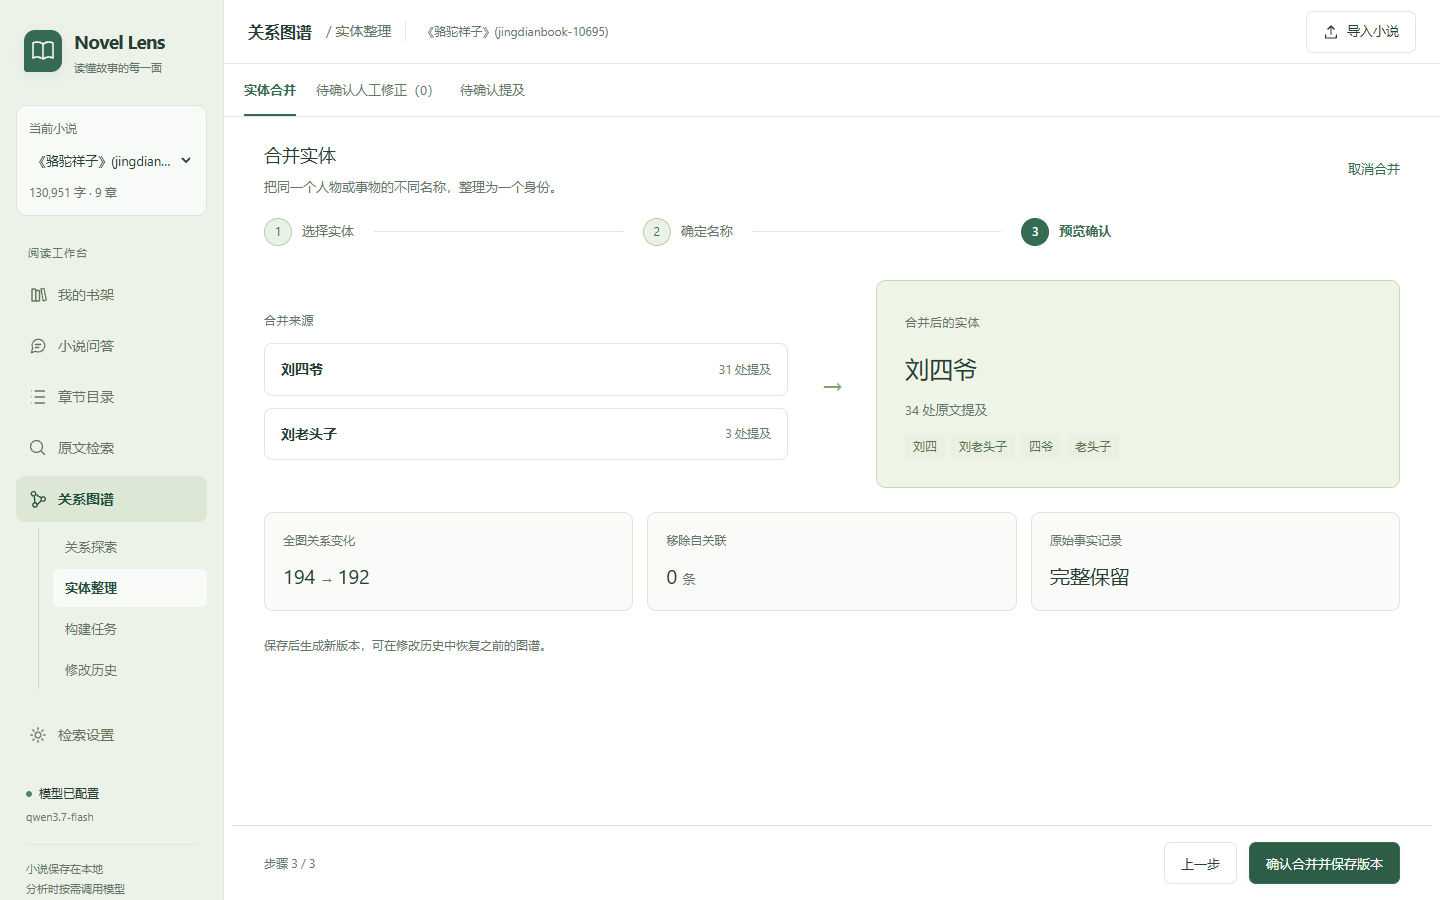 Novel Lens
读懂故事的每一面
当前小说
《骆驼祥子》(jingdian...
130,951 字 · 9 章
阅读工作台
我的书架
小说问答
章节目录
原文检索
关系图谱
关系探索
实体整理
构建任务
修改历史
检索设置
模型已配置
qwen3.7-flash
小说保存在本地
分析时按需调用模型
关系图谱 / 实体整理 《骆驼祥子》(jingdianbook-10695)
导入小说
实体合并 待确认人工修正（0） 待确认提及
合并实体
把同一个人物或事物的不同名称，整理为一个身份。
取消合并
1 选择实体 2 确定名称 3 预览确认
合并来源
刘四爷 31 处提及
刘老头子 3 处提及
→
合并后的实体
刘四爷
34 处原文提及
刘四 刘老头子 四爷 老头子
全图关系变化
194 → 192
移除自关联
0 条
原始事实记录
完整保留
保存后生成新版本，可在修改历史中恢复之前的图谱。
步骤 3 / 3
上一步 确认合并并保存版本